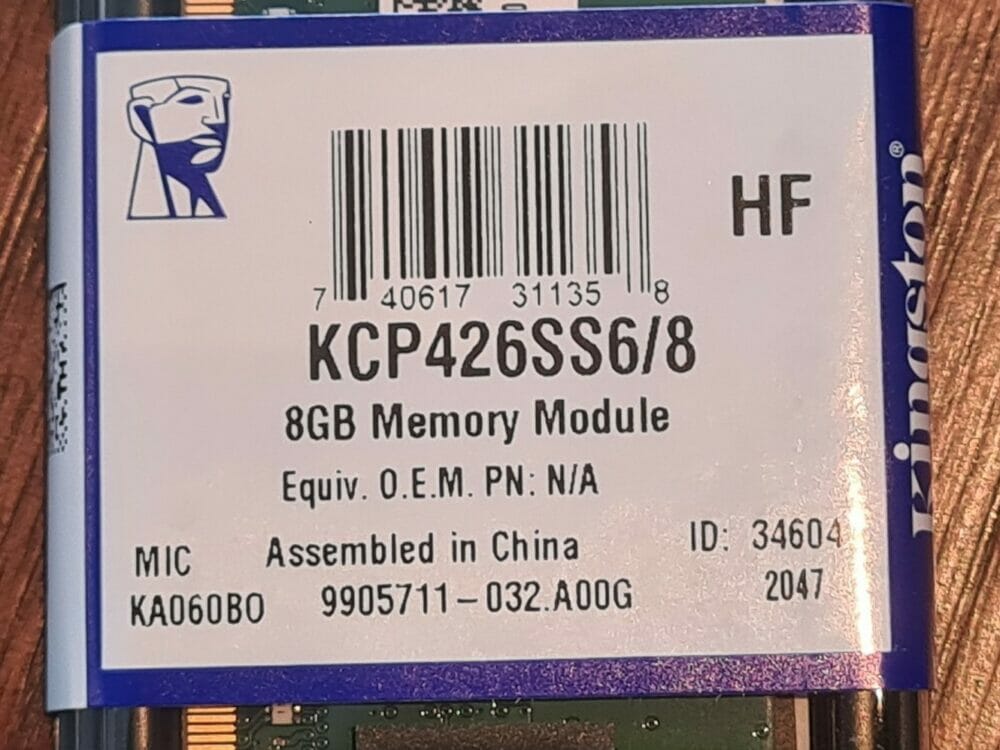 HF
7 40617 31135 8
KCP426SS6/8
8GB Memory Module
Equiv. O.E.M. PN: N/A
MIC Assembled in China ID: 34604
KA060B0 9905711-032.A00G 2047
Kingston®